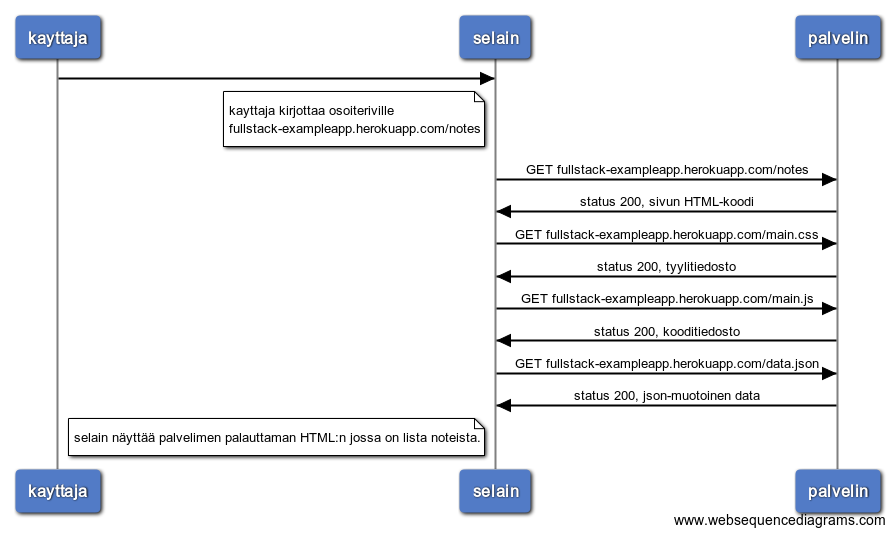 kayttaja
selain
palvelin
kayttaja kirjottaa osoiteriville
fullstack-exampleapp.herokuapp.com/notes
GET fullstack-exampleapp.herokuapp.com/notes
status 200, sivun HTML-koodi
GET fullstack-exampleapp.herokuapp.com/main.css
status 200, tyylitiedosto
GET fullstack-exampleapp.herokuapp.com/main.js
status 200, kooditiedosto
GET fullstack-exampleapp.herokuapp.com/data.json
status 200, json-muotoinen data
selain näyttää palvelimen palauttaman HTML:n jossa on lista noteista.
kayttaja
selain
palvelin
www.websequencediagrams.com